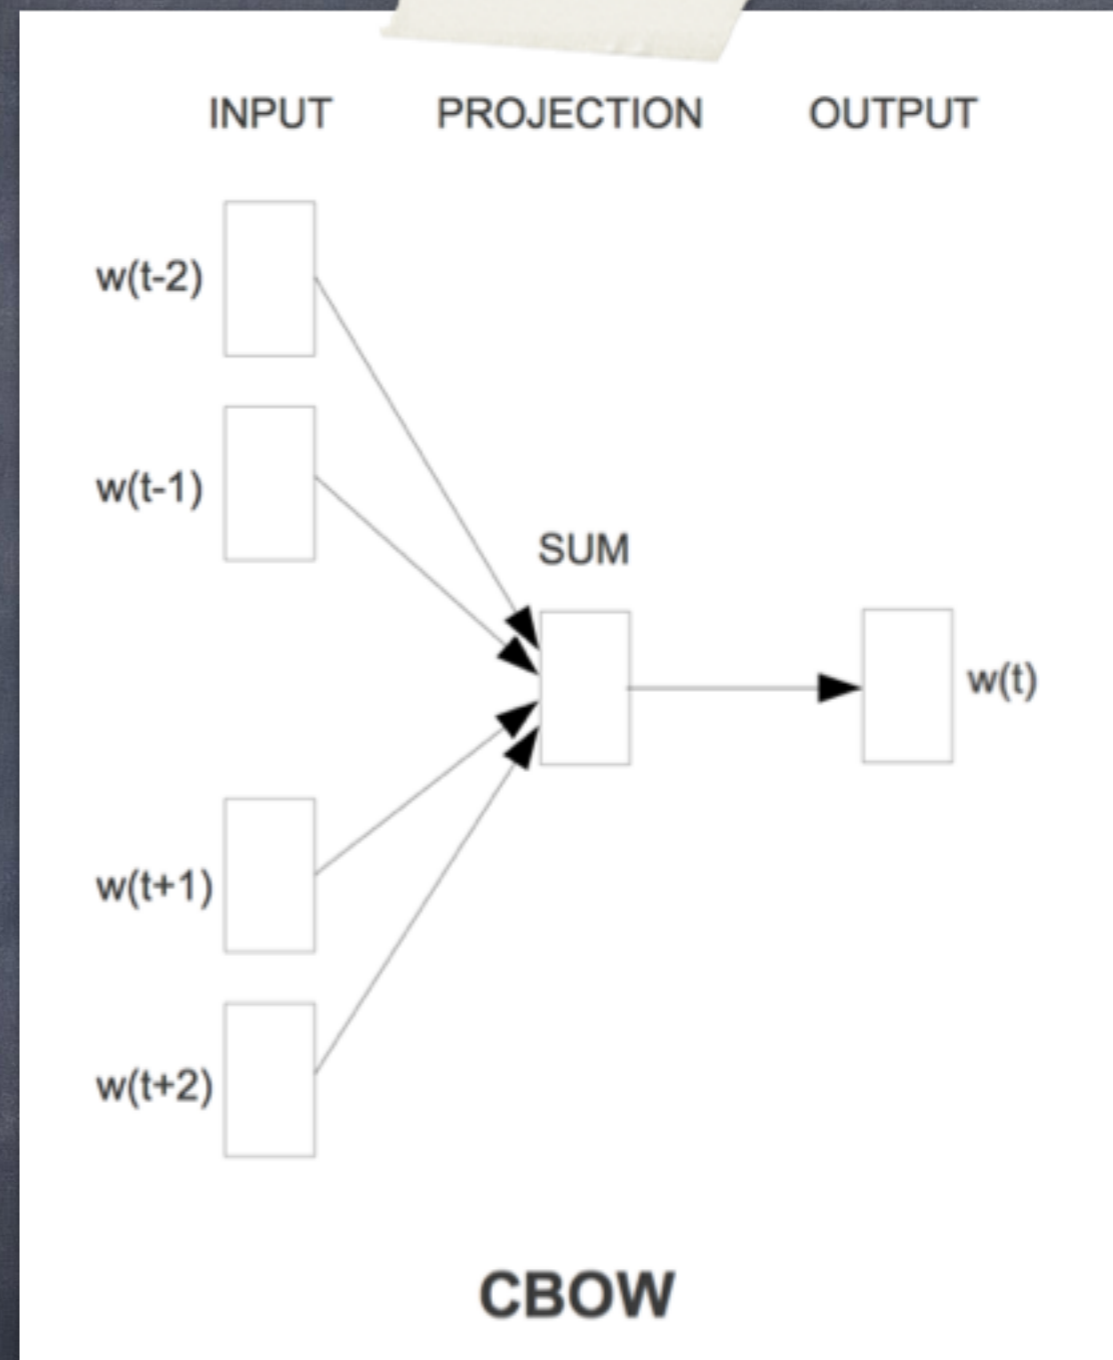 INPUT PROJECTION OUTPUT
w(t-2)
w(t-1)
SUM
w(t)
w(t+1)
w(t+2)
CBOW